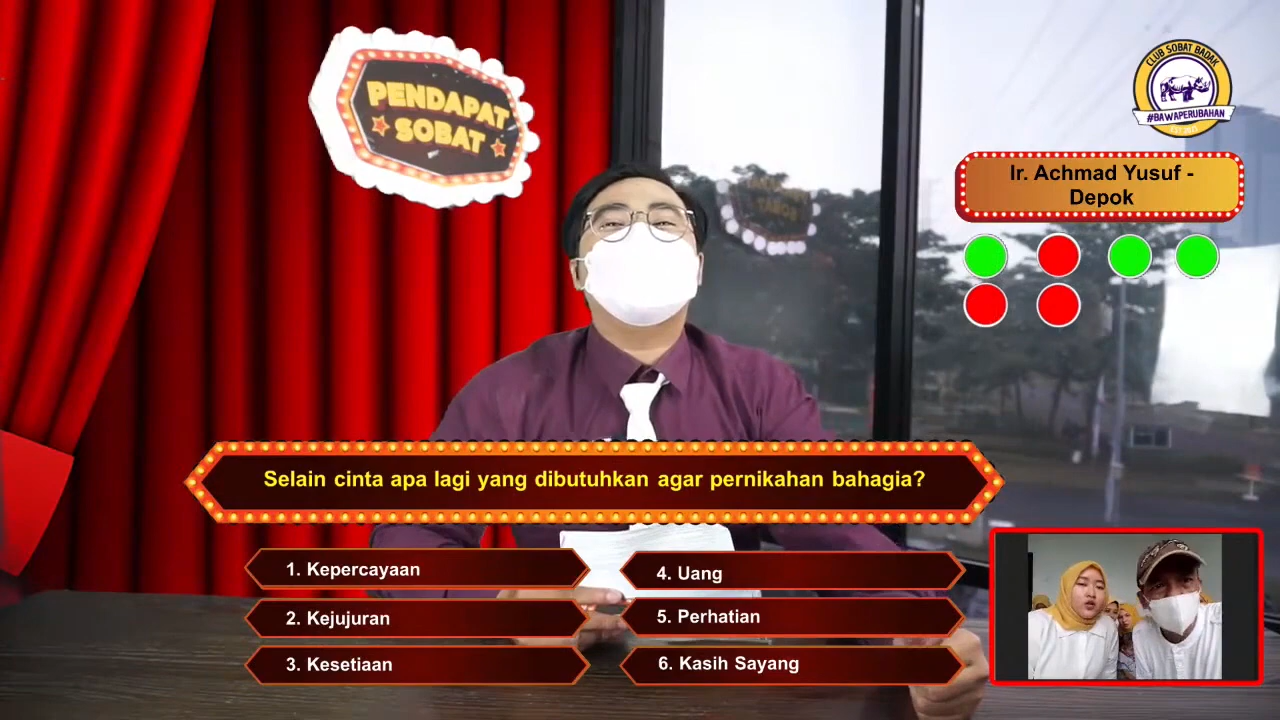 PENDAPAT
SOBAT
CLUB SOBAT BADAK
#BAWAPERUBAHAN
Ir. Achmad Yusuf -
Depok
Selain cinta apa lagi yang dibutuhkan agar pernikahan bahagia?
1. Kepercayaan
2. Kejujuran
3. Kesetiaan
4. Uang
5. Perhatian
6. Kasih Sayang